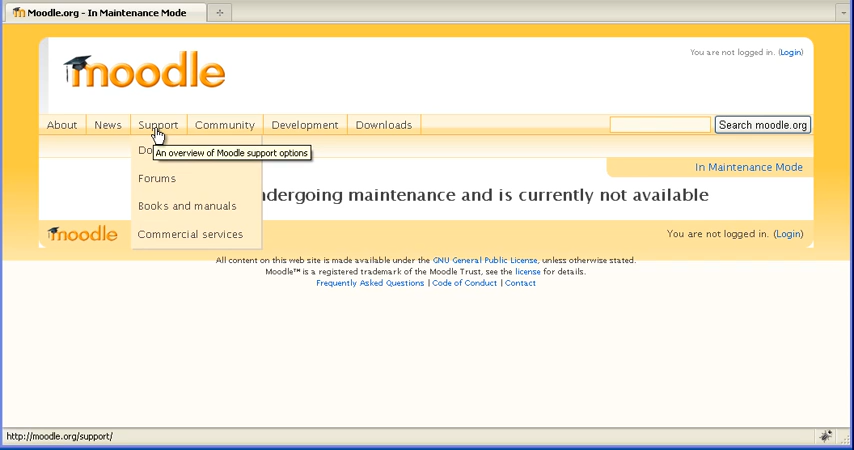 Moodle.org - In Maintenance Mode
moodle
You are not logged in. (Login)
About News Support Community Development Downloads Search moodle.org
An overview of Moodle support options
In Maintenance Mode
Forums
undergoing maintenance and is currently not available
Books and manuals
moodle
Commercial services
You are not logged in. (Login)
All content on this web site is made available under the GNU General Public License, unless otherwise stated.
Moodle™ is a registered trademark of the Moodle Trust, see the license for details.
Frequently Asked Questions | Code of Conduct | Contact
http://moodle.org/support/